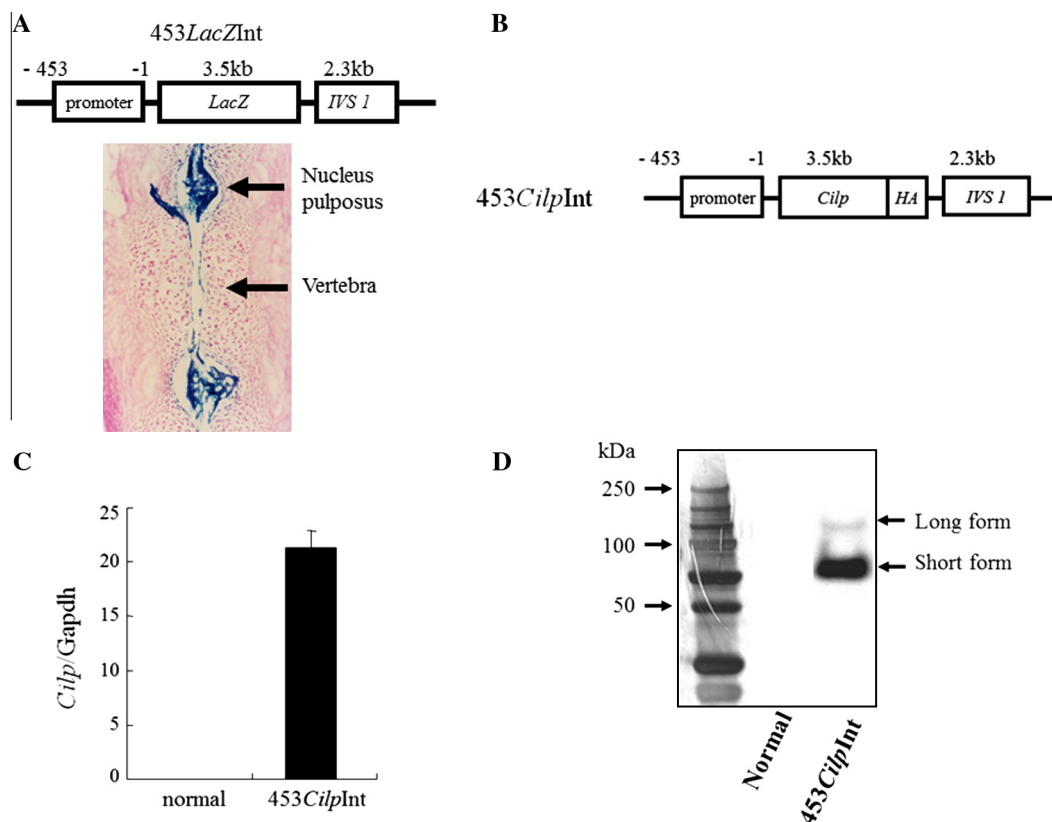 A
453LacZInt
- 453 -1 3.5kb 2.3kb
promoter LacZ IVS 1
Nucleus
pulposus
Vertebra
B
- 453 -1 3.5kb 2.3kb
453CilpInt promoter Cilp HA IVS 1
C
Cilp/Gapdh
25
20
20
15
10
5
0
normal 453CilpInt
D
kDa
250
100
50
Long form
Short form
Normal
453CilpInt